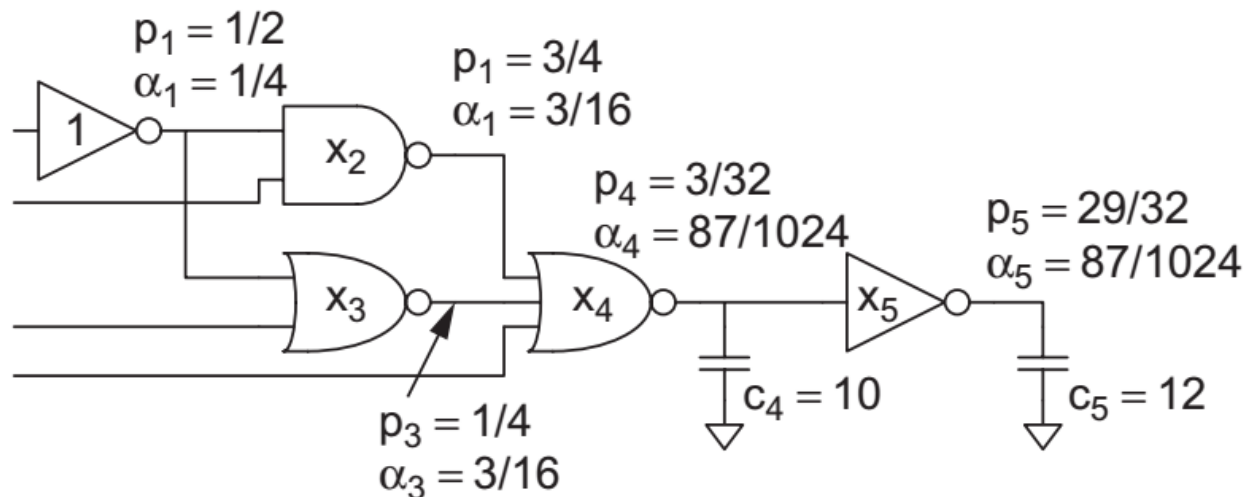 p₁ = 1/2
α₁ = 1/4
p₁ = 3/4
α₁ = 3/16
1
x₂
p₄ = 3/32
α₄ = 87/1024
p₅ = 29/32
α₅ = 87/1024
x₃
x₄
x₅
c₄ = 10
c₅ = 12
p₃ = 1/4
α₃ = 3/16